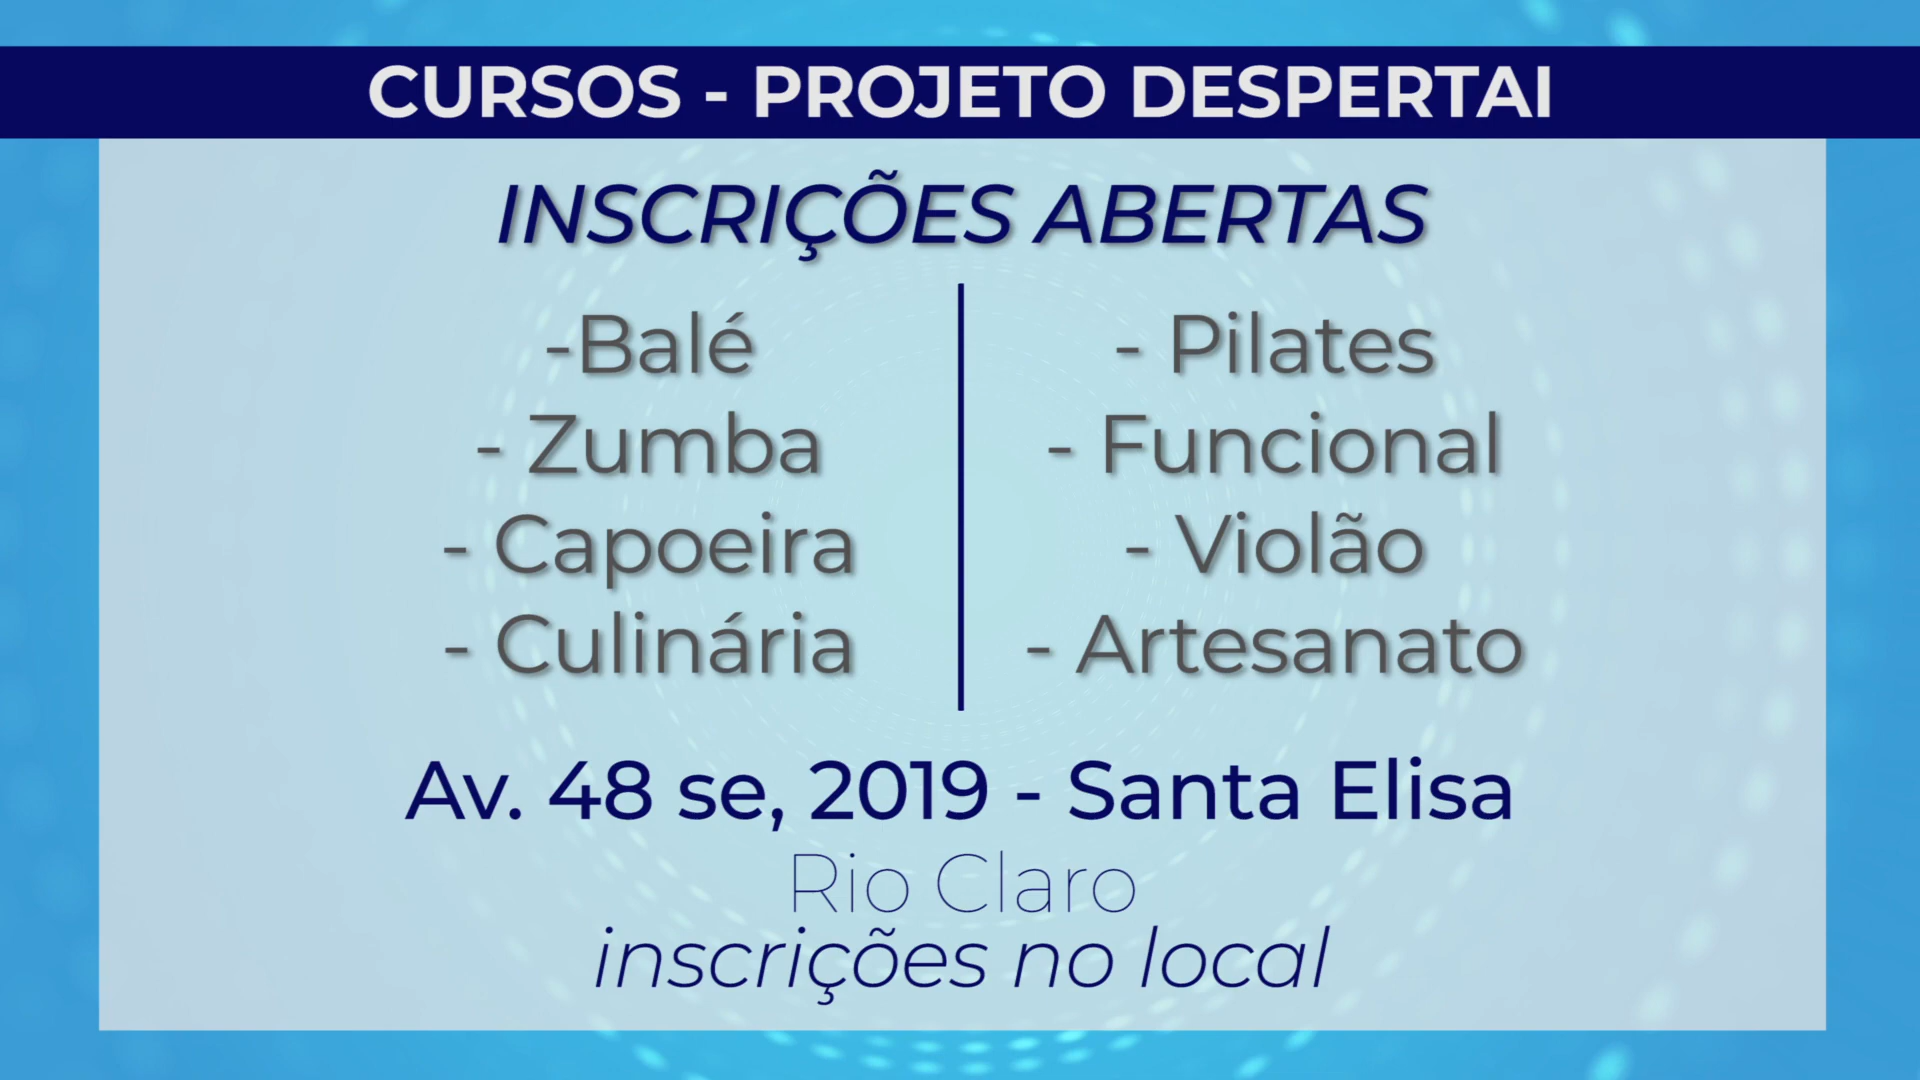 CURSOS - PROJETO DESPERTAI
INSCRIÇÕES ABERTAS
-Balé
- Zumba
- Capoeira
- Culinária
- Pilates
- Funcional
- Violão
- Artesanato
Av. 48 se, 2019 - Santa Elisa
Rio Claro
inscrições no local